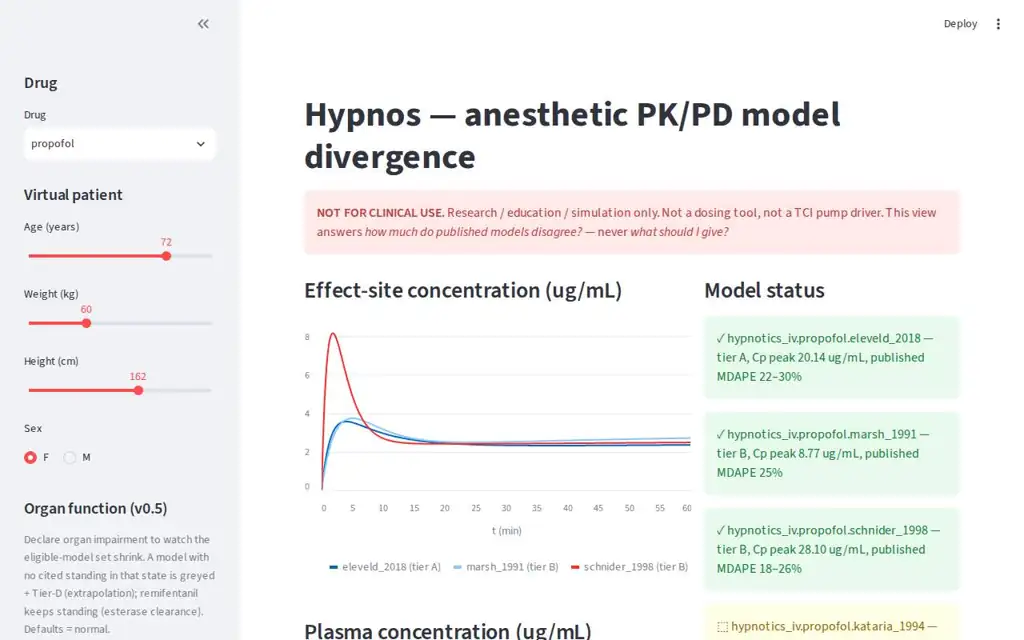 Deploy
Drug
Drug
propofol
Virtual patient
Age (years)
72
Weight (kg)
60
Height (cm)
162
Sex
F
M
Organ function (v0.5)
Declare organ impairment to watch the
eligible-model set shrink. A model with
no cited standing in that state is greyed
+ Tier-D (extrapolation); remifentanil
keeps standing (esterase clearance).
Defaults = normal.
Hypnos — anesthetic PK/PD model
divergence
NOT FOR CLINICAL USE. Research / education / simulation only. Not a dosing tool, not a TCI pump driver. This view
answers how much do published models disagree? — never what should I give?
Effect-site concentration (ug/mL)
8
6
4
2
0
0 5 10 15 20 25 30 35 40 45 50 55 60
t (min)
eleveld_2018 (tier A) marsh_1991 (tier B) schnider_1998 (tier B)
Plasma concentration (ug/mL)
Model status
✓ hypnotics_iv.propofol.eleveld_2018 —
tier A, Cp peak 20.14 ug/mL, published
MDAPE 22–30%
✓ hypnotics_iv.propofol.marsh_1991 —
tier B, Cp peak 8.77 ug/mL, published
MDAPE 25%
✓ hypnotics_iv.propofol.schnider_1998 —
tier B, Cp peak 28.10 ug/mL, published
MDAPE 18–26%
hypnotics_iv.propofol.kataria_1994 —